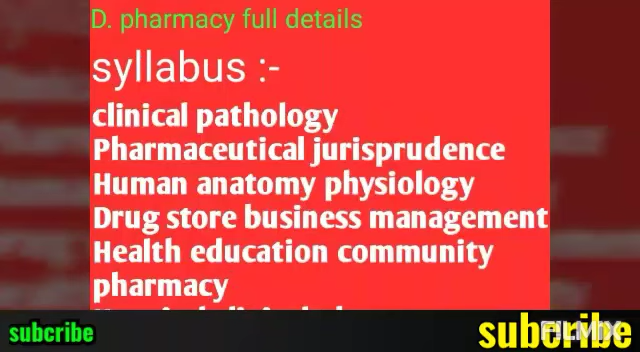 D. pharmacy full details
syllabus :-
clinical pathology
Pharmaceutical jurisprudence
Human anatomy physiology
Drug store business management
Health education community
pharmacy
subcribe
subcribe